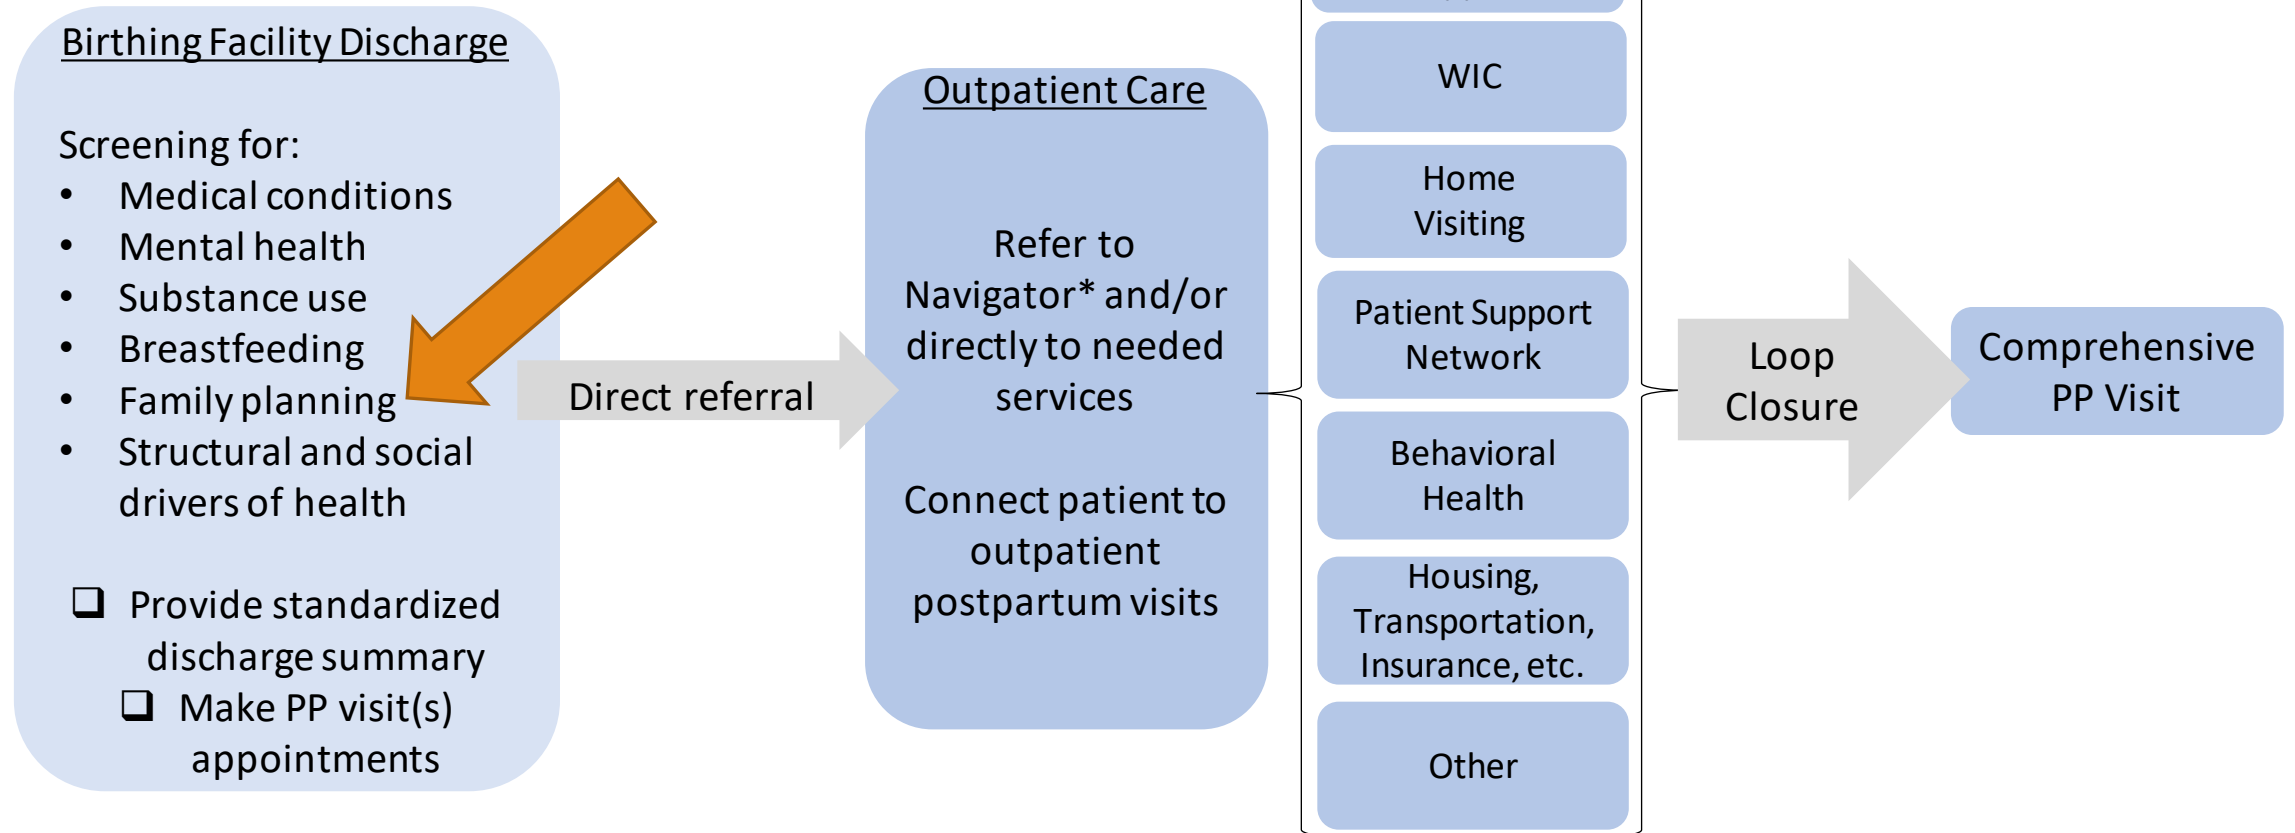 Birthing Facility Discharge
Screening for:
• Medical conditions
• Mental health
• Substance use
• Breastfeeding
• Family planning
• Structural and social
drivers of health
❑ Provide standardized
discharge summary
❑ Make PP visit(s)
appointments
Direct referral
Outpatient Care
Refer to
Navigator* and/or
directly to needed
services
Connect patient to
outpatient
postpartum visits
WIC
Home
Visiting
Patient Support
Network
Behavioral
Health
Housing,
Transportation,
Insurance, etc.
Other
Loop
Closure
Comprehensive
PP Visit